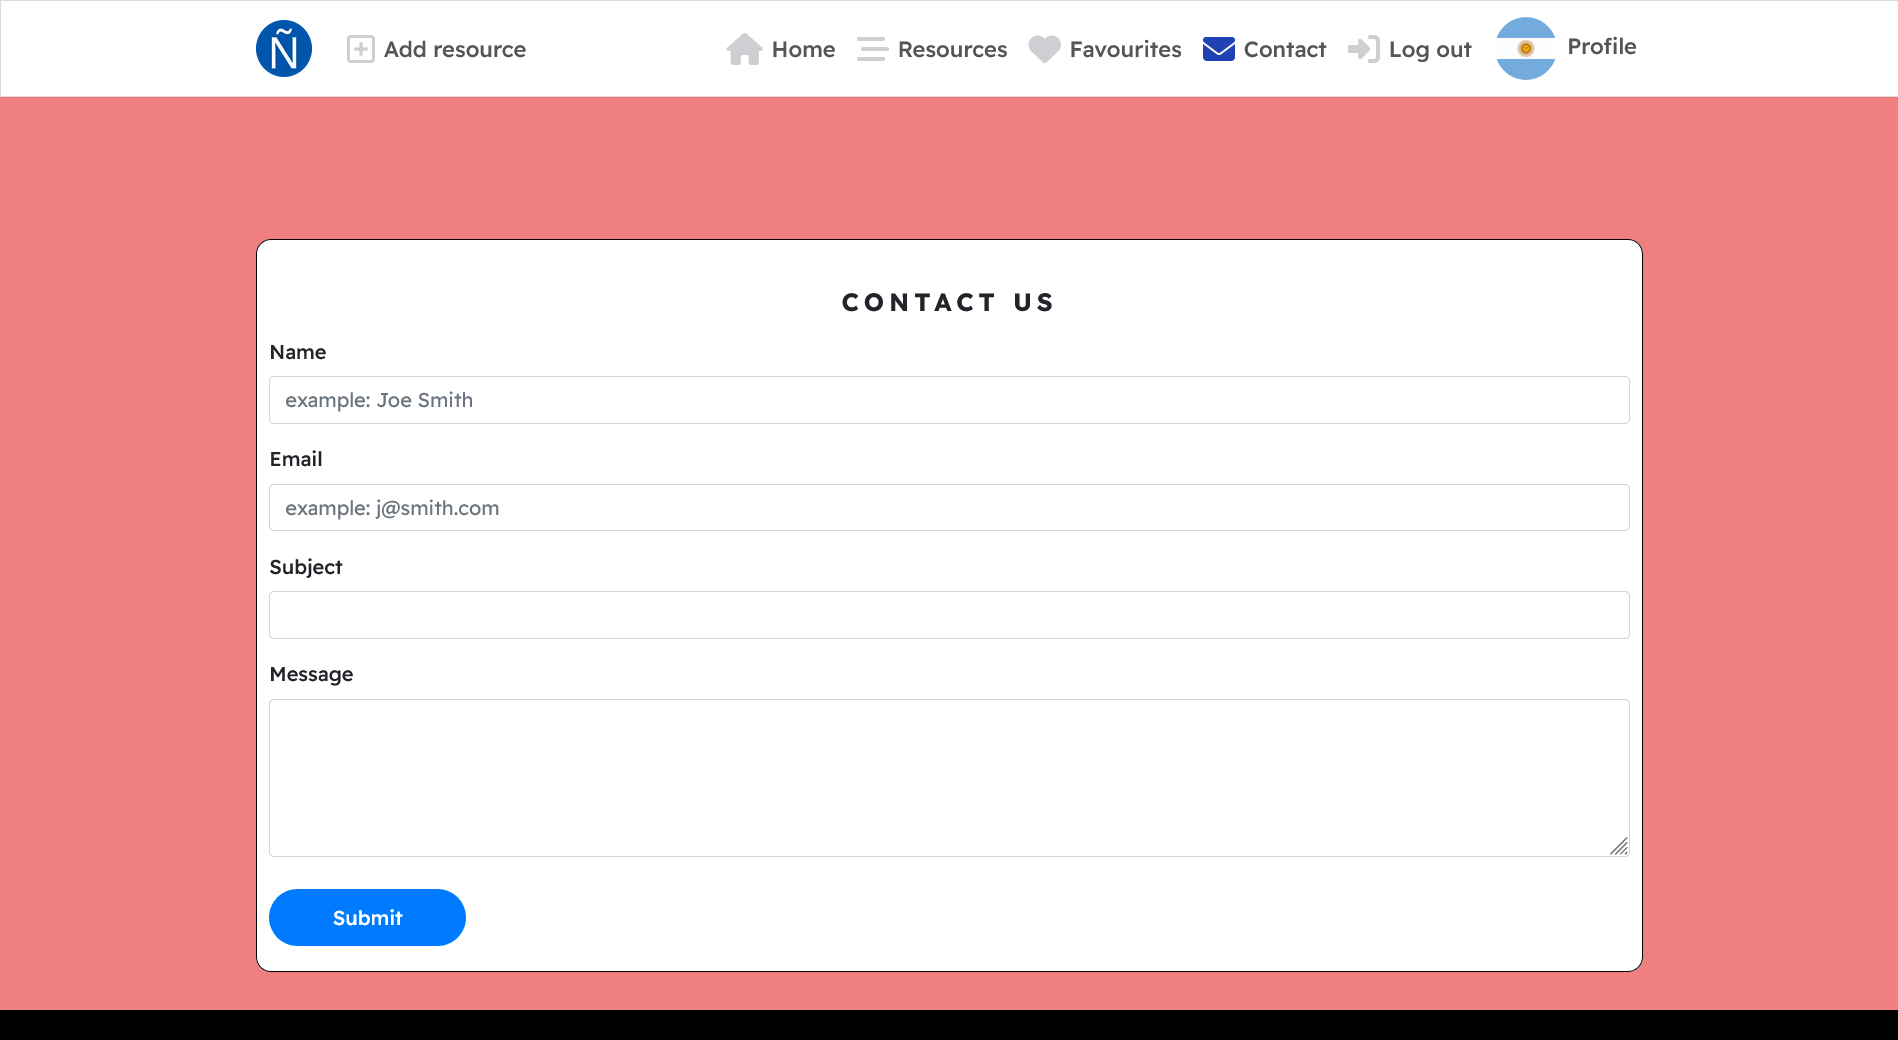 Ñ Add resource Home Resources Favourites Contact Log out Profile
CONTACT US
Name
example: Joe Smith
Email
example: j@smith.com
Subject
Message
Submit